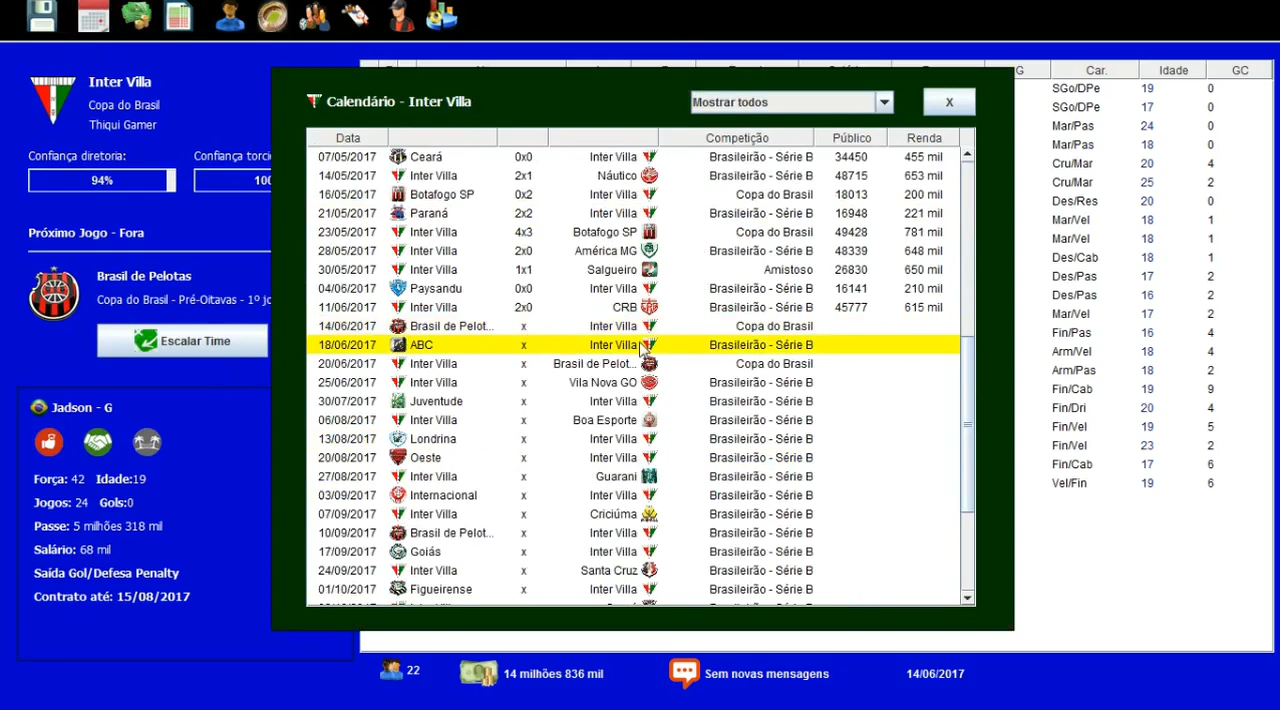 Inter Villa
Copa do Brasil
Thiqui Gamer
Confiança diretoria:
Confiança torci
94%
100
Próximo Jogo - Fora
Brasil de Pelotas
Copa do Brasil - Pré-Oitavas - 1º jo
Escalar Time
Jadson - G
Força: 42 Idade:19
Jogos: 24 Gols:0
Passe: 5 milhões 318 mil
Salário: 68 mil
Saída Gol/Defesa Penalty
Contrato até: 15/08/2017
Calendário - Inter Villa
Mostrar todos
X
Data Competição Público Renda
07/05/2017 Ceará 0x0 Inter Villa Brasileirão - Série B 34450 455 mil
14/05/2017 Inter Villa 2x1 Náutico Brasileirão - Série B 48715 653 mil
16/05/2017 Botafogo SP 0x2 Inter Villa Copa do Brasil 18013 200 mil
21/05/2017 Paraná 2x2 Inter Villa Brasileirão - Série B 16948 221 mil
23/05/2017 Inter Villa 4x3 Botafogo SP Copa do Brasil 49428 781 mil
28/05/2017 Inter Villa 2x0 América MG Brasileirão - Série B 48339 648 mil
30/05/2017 Inter Villa 1x1 Salgueiro Amistoso 26830 650 mil
04/06/2017 Paysandu 0x0 Inter Villa Brasileirão - Série B 16141 210 mil
11/06/2017 Inter Villa 2x0 CRB Brasileirão - Série B 45777 615 mil
14/06/2017 Brasil de Pelot... x Inter Villa Copa do Brasil
18/06/2017 ABC x Inter Villa Brasileirão - Série B
20/06/2017 Inter Villa x Brasil de Pelot... Copa do Brasil
25/06/2017 Inter Villa x Vila Nova GO Brasileirão - Série B
30/07/2017 Juventude x Inter Villa Brasileirão - Série B
06/08/2017 Inter Villa x Boa Esporte Brasileirão - Série B
13/08/2017 Londrina x Inter Villa Brasileirão - Série B
20/08/2017 Oeste x Inter Villa Brasileirão - Série B
27/08/2017 Inter Villa x Guarani Brasileirão - Série B
03/09/2017 Internacional x Inter Villa Brasileirão - Série B
07/09/2017 Inter Villa x Criciúma Brasileirão - Série B
10/09/2017 Brasil de Pelot... x Inter Villa Brasileirão - Série B
17/09/2017 Goiás x Inter Villa Brasileirão - Série B
24/09/2017 Inter Villa x Santa Cruz Brasileirão - Série B
01/10/2017 Figueirense x Inter Villa Brasileirão - Série B
G Car. Idade GC
SGo/DPe 19 0
SGo/DPe 17 0
Mar/Pas 24 0
Mar/Pas 18 0
Cru/Mar 20 4
Cru/Mar 25 2
Des/Res 20 0
Mar/Vel 18 1
Mar/Vel 18 1
Des/Cab 18 1
Des/Pas 17 2
Des/Pas 16 2
Mar/Vel 17 2
Fin/Pas 16 4
Arm/Vel 18 4
Arm/Pas 18 2
Fin/Cab 19 9
Fin/Dri 20 4
Fin/Vel 19 5
Fin/Vel 23 2
Fin/Cab 17 6
Vel/Fin 19 6
22
14 milhões 836 mil
Sem novas mensagens
14/06/2017